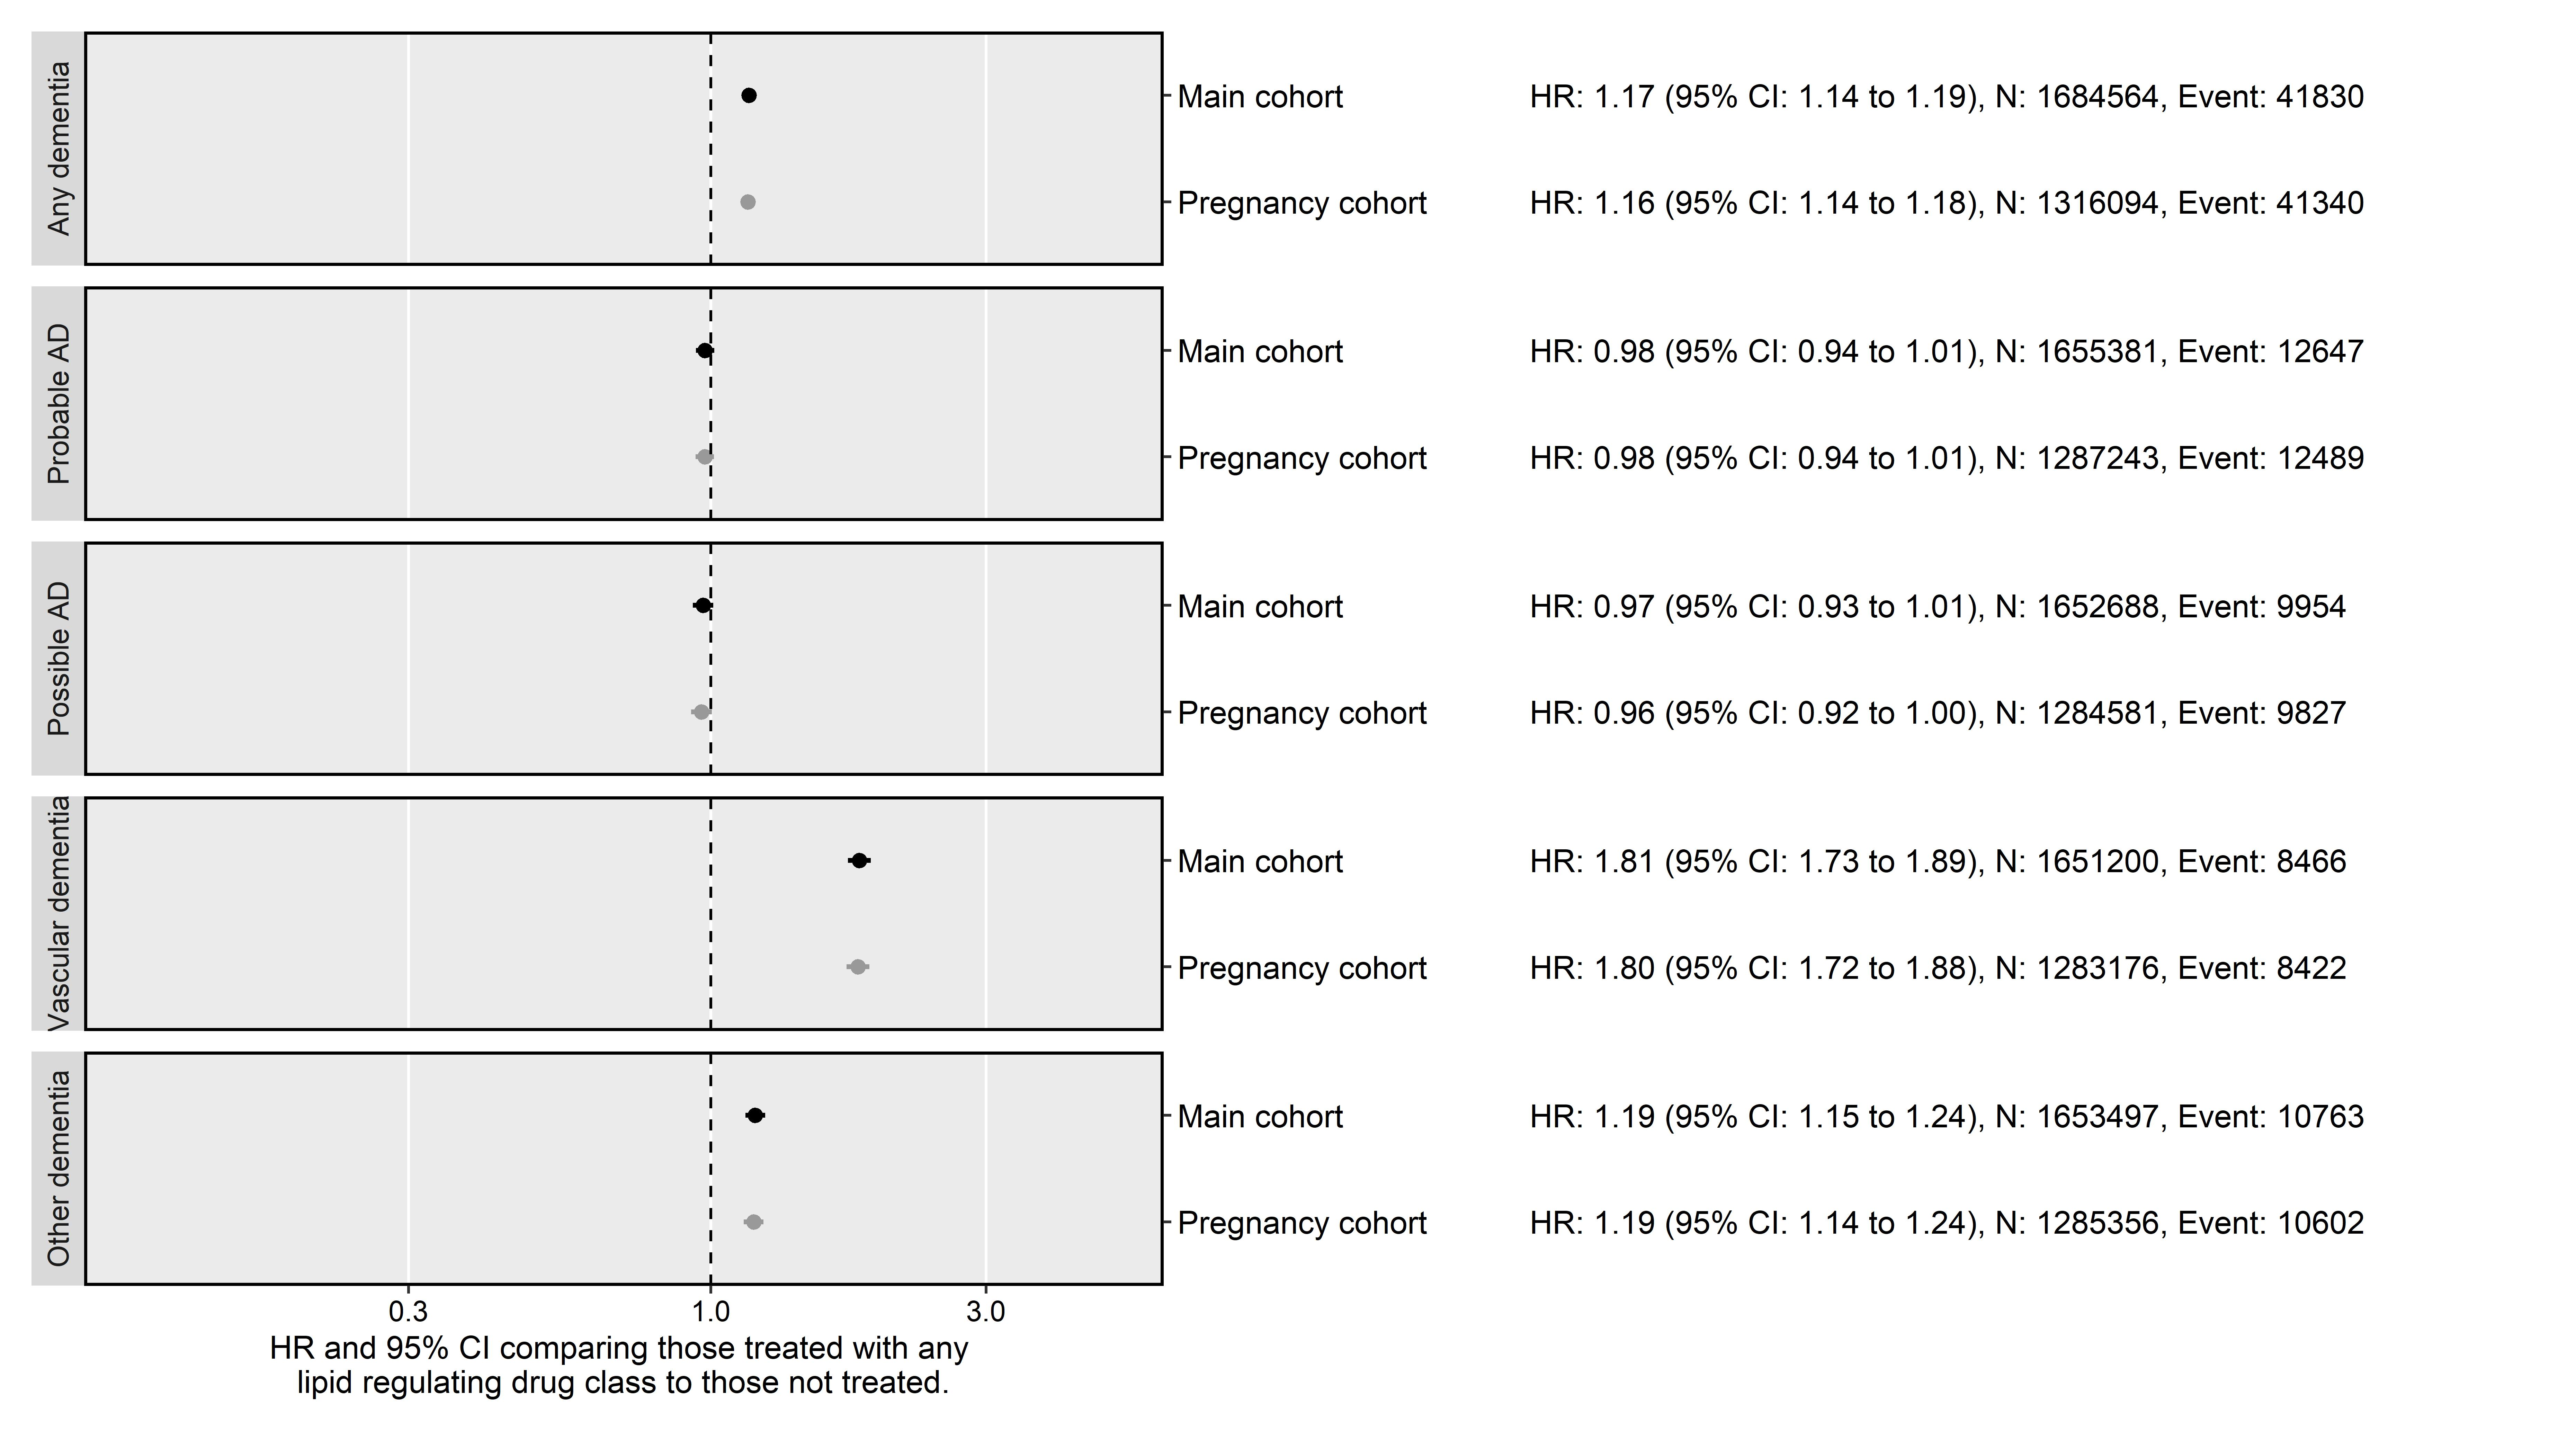 Any dementia
Main cohort HR: 1.17 (95% CI: 1.14 to 1.19), N: 1684564, Event: 41830
Pregnancy cohort HR: 1.16 (95% CI: 1.14 to 1.18), N: 1316094, Event: 41340
Probable AD
Main cohort HR: 0.98 (95% CI: 0.94 to 1.01), N: 1655381, Event: 12647
Pregnancy cohort HR: 0.98 (95% CI: 0.94 to 1.01), N: 1287243, Event: 12489
Possible AD
Main cohort HR: 0.97 (95% CI: 0.93 to 1.01), N: 1652688, Event: 9954
Pregnancy cohort HR: 0.96 (95% CI: 0.92 to 1.00), N: 1284581, Event: 9827
Vascular dementia
Main cohort HR: 1.81 (95% CI: 1.73 to 1.89), N: 1651200, Event: 8466
Pregnancy cohort HR: 1.80 (95% CI: 1.72 to 1.88), N: 1283176, Event: 8422
Other dementia
Main cohort HR: 1.19 (95% CI: 1.15 to 1.24), N: 1653497, Event: 10763
Pregnancy cohort HR: 1.19 (95% CI: 1.14 to 1.24), N: 1285356, Event: 10602
0.3 1.0 3.0
HR and 95% CI comparing those treated with any
lipid regulating drug class to those not treated.